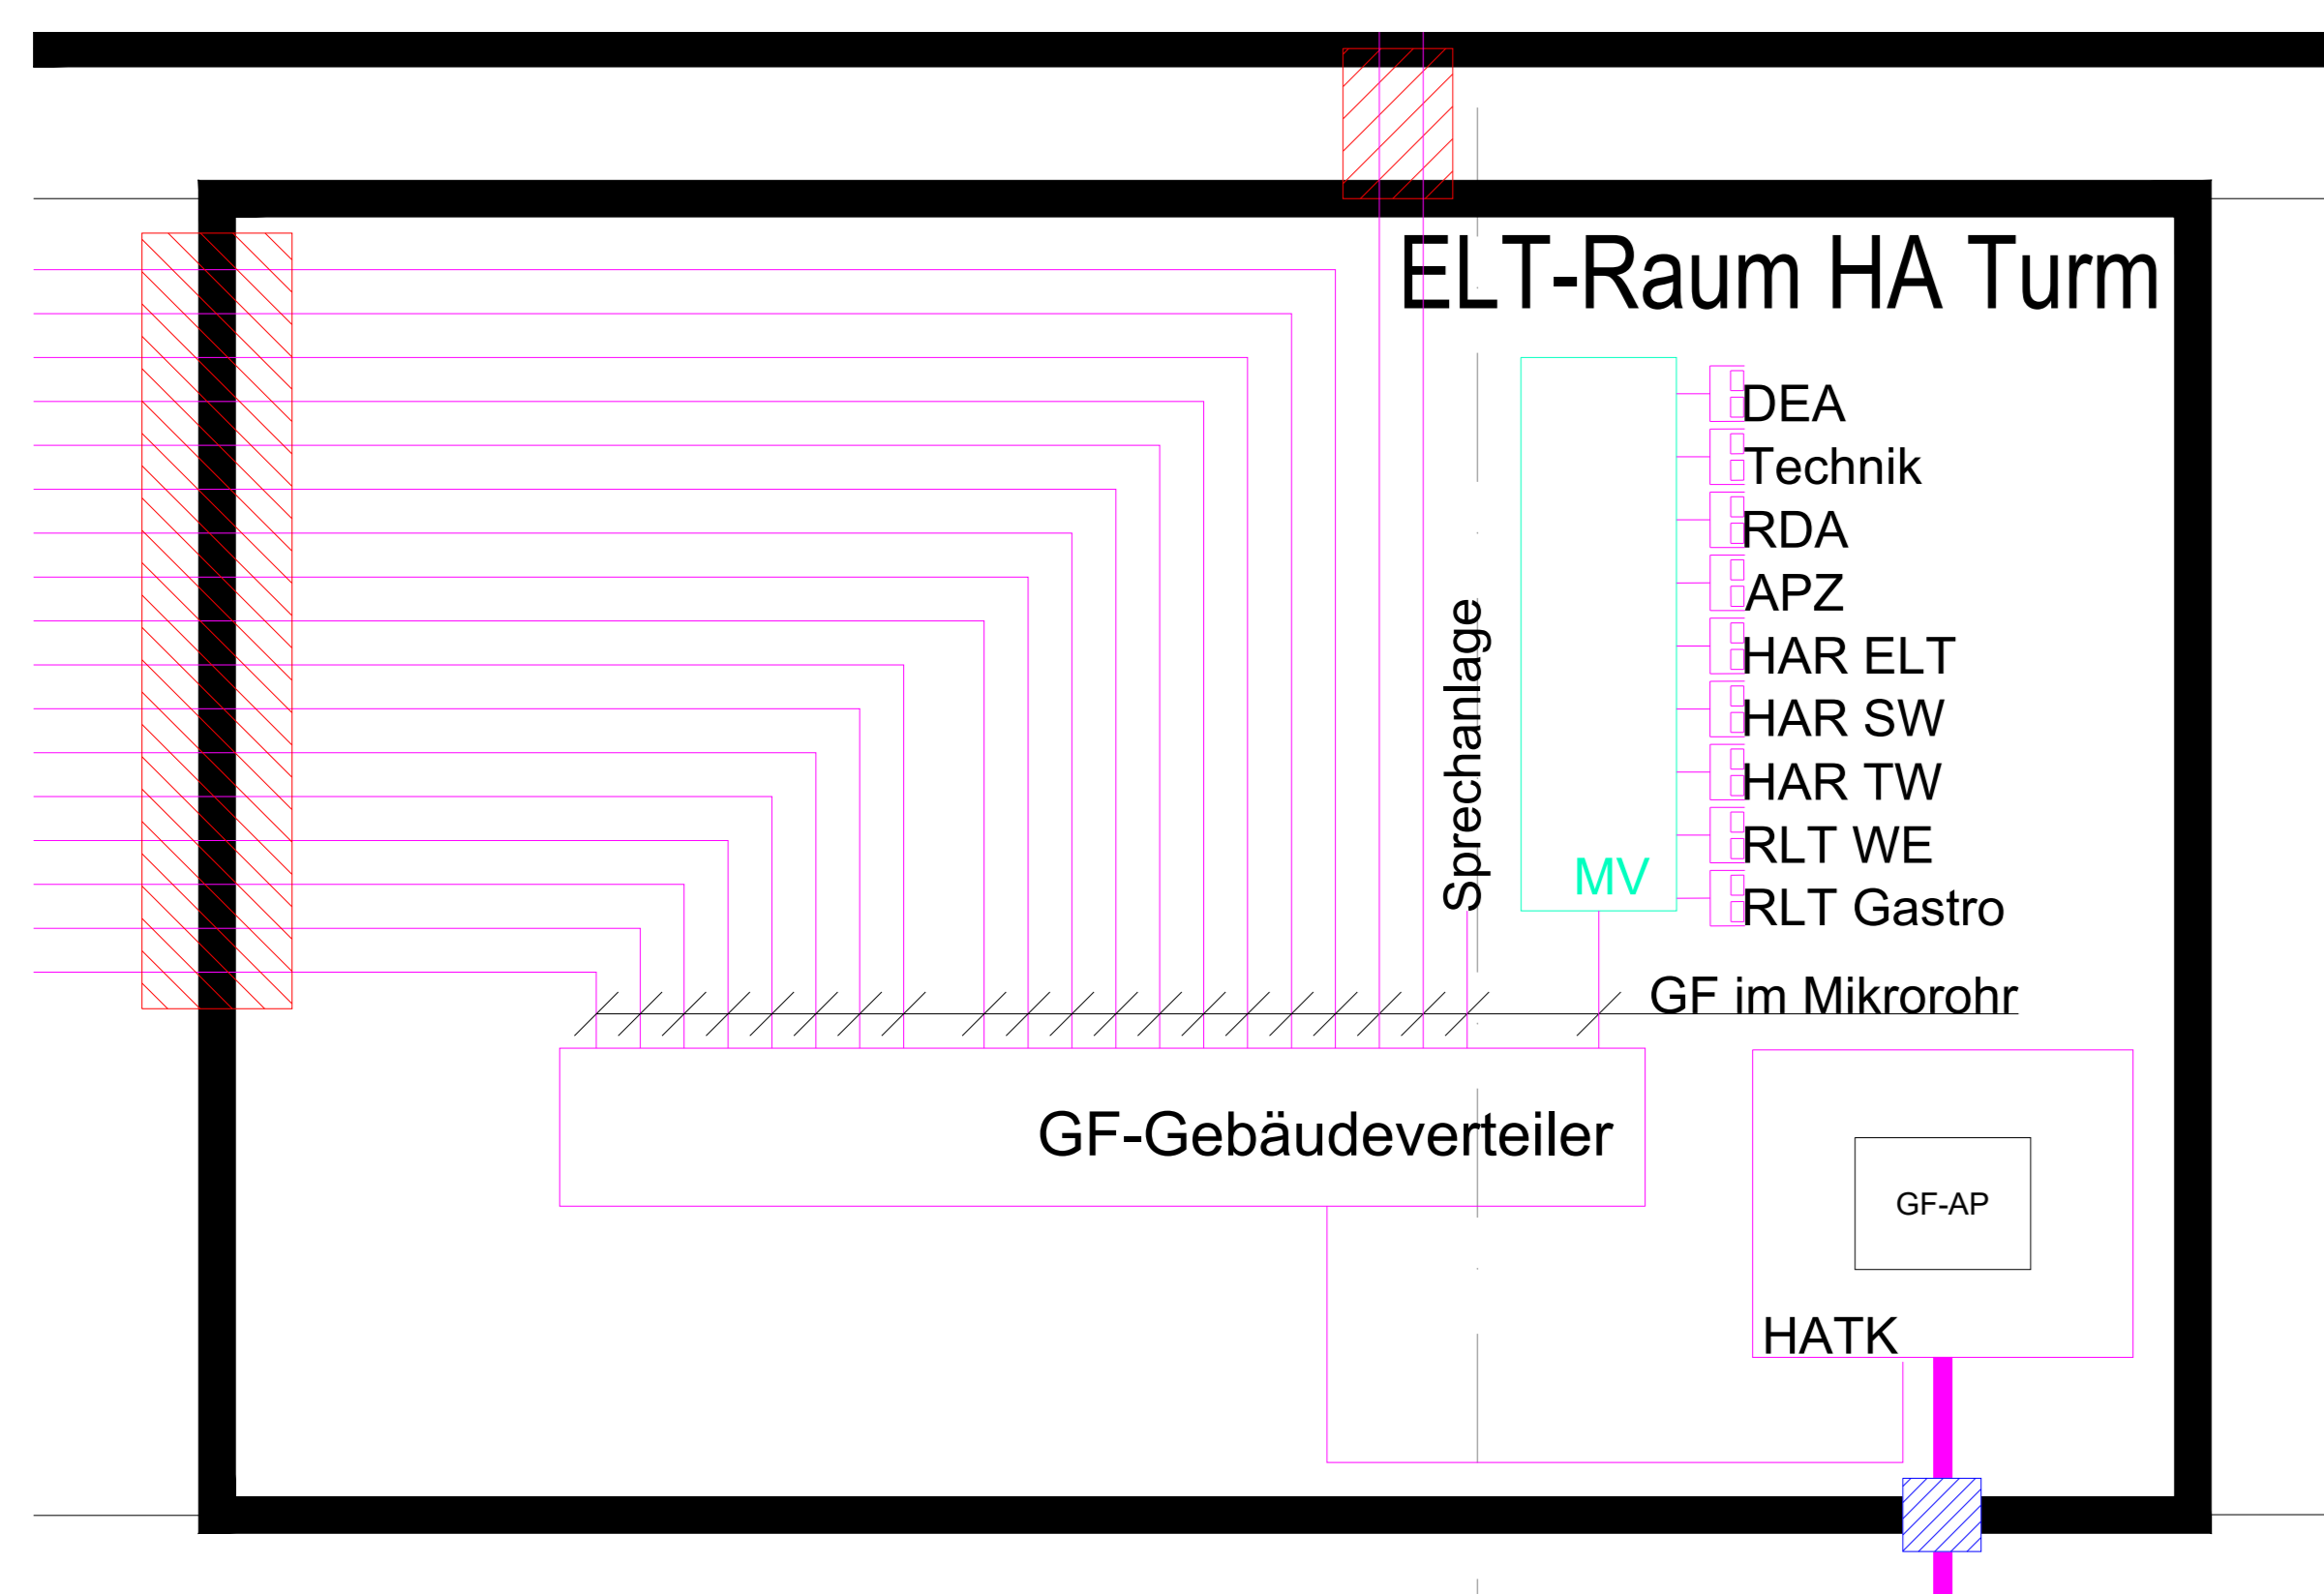 ELT-Raum HA Turm
DEA
Technik
RDA
APZ
HAR ELT
HAR SW
HAR TW
RLT WE
RLT Gastro
Sprechanlage
MV
GF im Mikrorohr
GF-Gebäudeverteiler
GF-AP
HATK